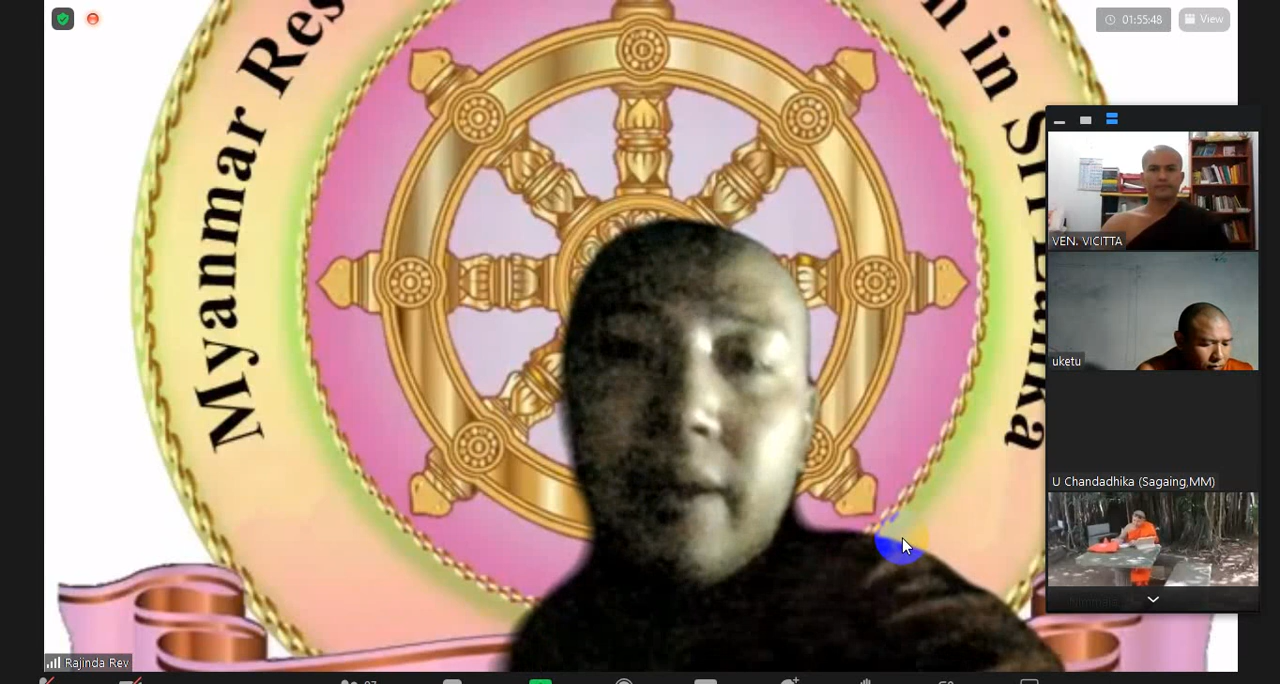 01:55:48
View
Myanmar Res
in
Sri Lanka
VEN. VICITTA
uketu
U Chandadhika (Sagaing,MM)
Rajinda Rev